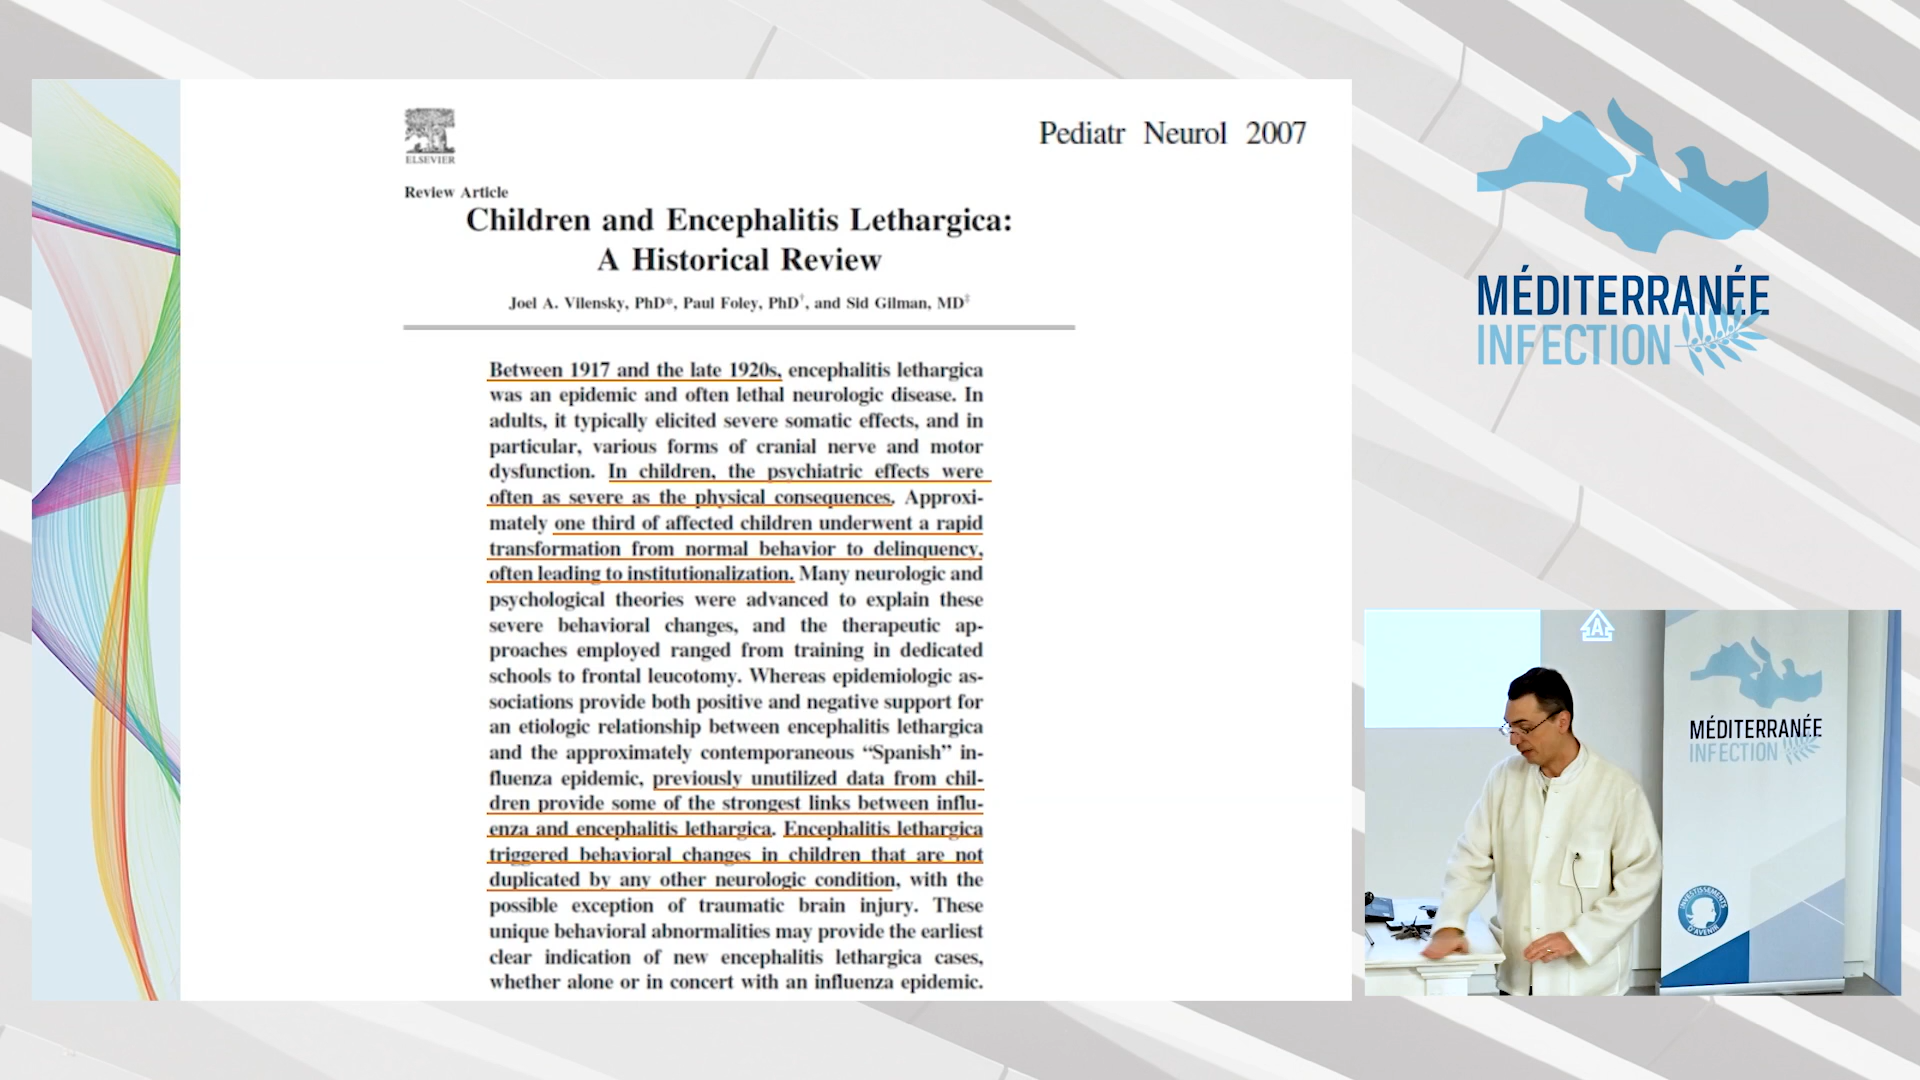 ELSEVIER
Pediatr Neurol 2007
Review Article
Children and Encephalitis Lethargica:
A Historical Review
Joel A. Vilensky, PhD*, Paul Foley, PhD†, and Sid Gilman, MD‡
Between 1917 and the late 1920s, encephalitis lethargica
was an epidemic and often lethal neurologic disease. In
adults, it typically elicited severe somatic effects, and in
particular, various forms of cranial nerve and motor
dysfunction. In children, the psychiatric effects were
often as severe as the physical consequences. Approxi-
mately one third of affected children underwent a rapid
transformation from normal behavior to delinquency,
often leading to institutionalization. Many neurologic and
psychological theories were advanced to explain these
severe behavioral changes, and the therapeutic ap-
proaches employed ranged from training in dedicated
schools to frontal leucotomy. Whereas epidemiologic as-
sociations provide both positive and negative support for
an etiologic relationship between encephalitis lethargica
and the approximately contemporaneous “Spanish” in-
fluenza epidemic, previously unutilized data from chil-
dren provide some of the strongest links between influ-
enza and encephalitis lethargica. Encephalitis lethargica
triggered behavioral changes in children that are not
duplicated by any other neurologic condition, with the
possible exception of traumatic brain injury. These
unique behavioral abnormalities may provide the earliest
clear indication of new encephalitis lethargica cases,
whether alone or in concert with an influenza epidemic.
MÉDITERRANÉE
INFECTION
A
MÉDITERRANÉE
INFECTION
INVESTISSEMENTS
D'AVENIR